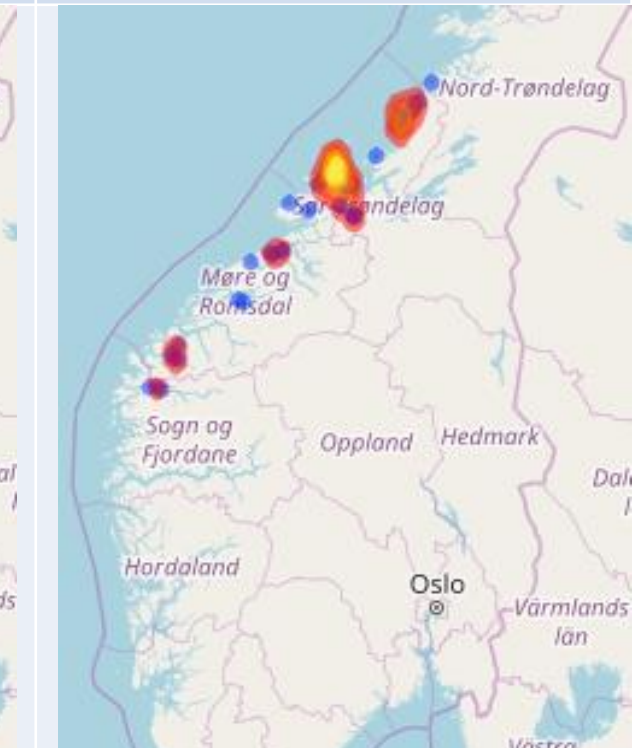 Nord-Trøndelag
Sør-Trøndelag
Møre og
Romsdal
Sogn og
Fjordane
Oppland
Hedmark
Hordaland
Oslo
Värmlands
län